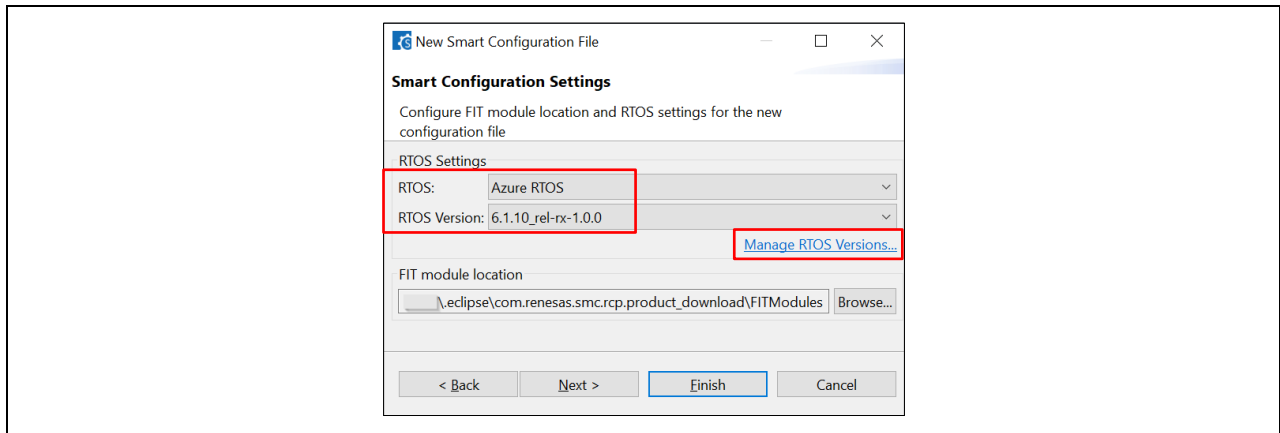 New Smart Configuration File
Smart Configuration Settings
Configure FIT module location and RTOS settings for the new
configuration file
RTOS Settings
RTOS: Azure RTOS
RTOS Version: 6.1.10_rel-rx-1.0.0
Manage RTOS Versions...
FIT module location
\.eclipse\com.renesas.smc.rcp.product_download\FITModules Browse...
< Back Next > Finish Cancel